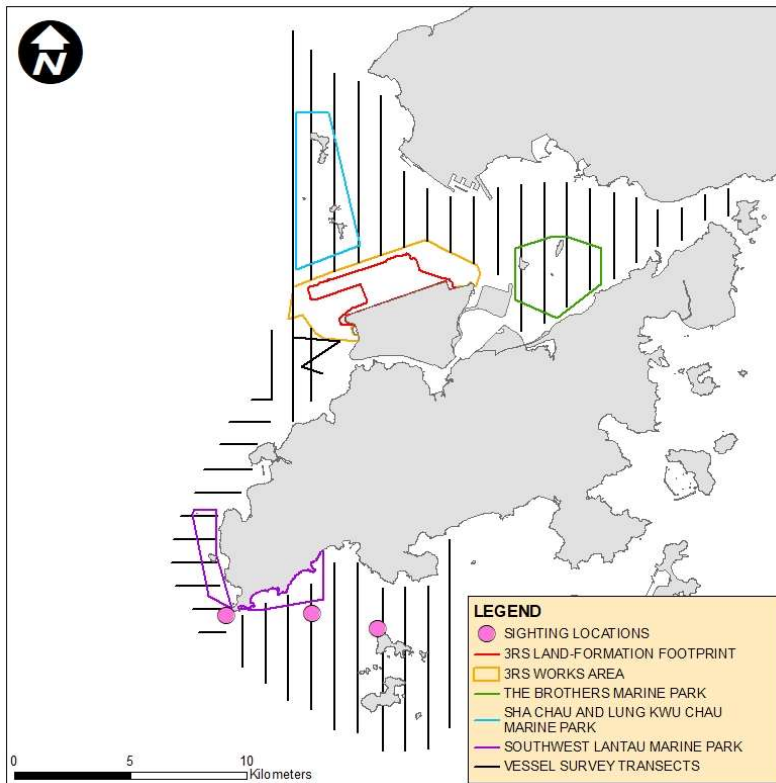 N
LEGEND
SIGHTING LOCATIONS
3RS LAND-FORMATION FOOTPRINT
3RS WORKS AREA
THE BROTHERS MARINE PARK
SHA CHAU AND LUNG KWU CHAU
MARINE PARK
SOUTHWEST LANTAU MARINE PARK
VESSEL SURVEY TRANSECTS
0 5 10
Kilometers